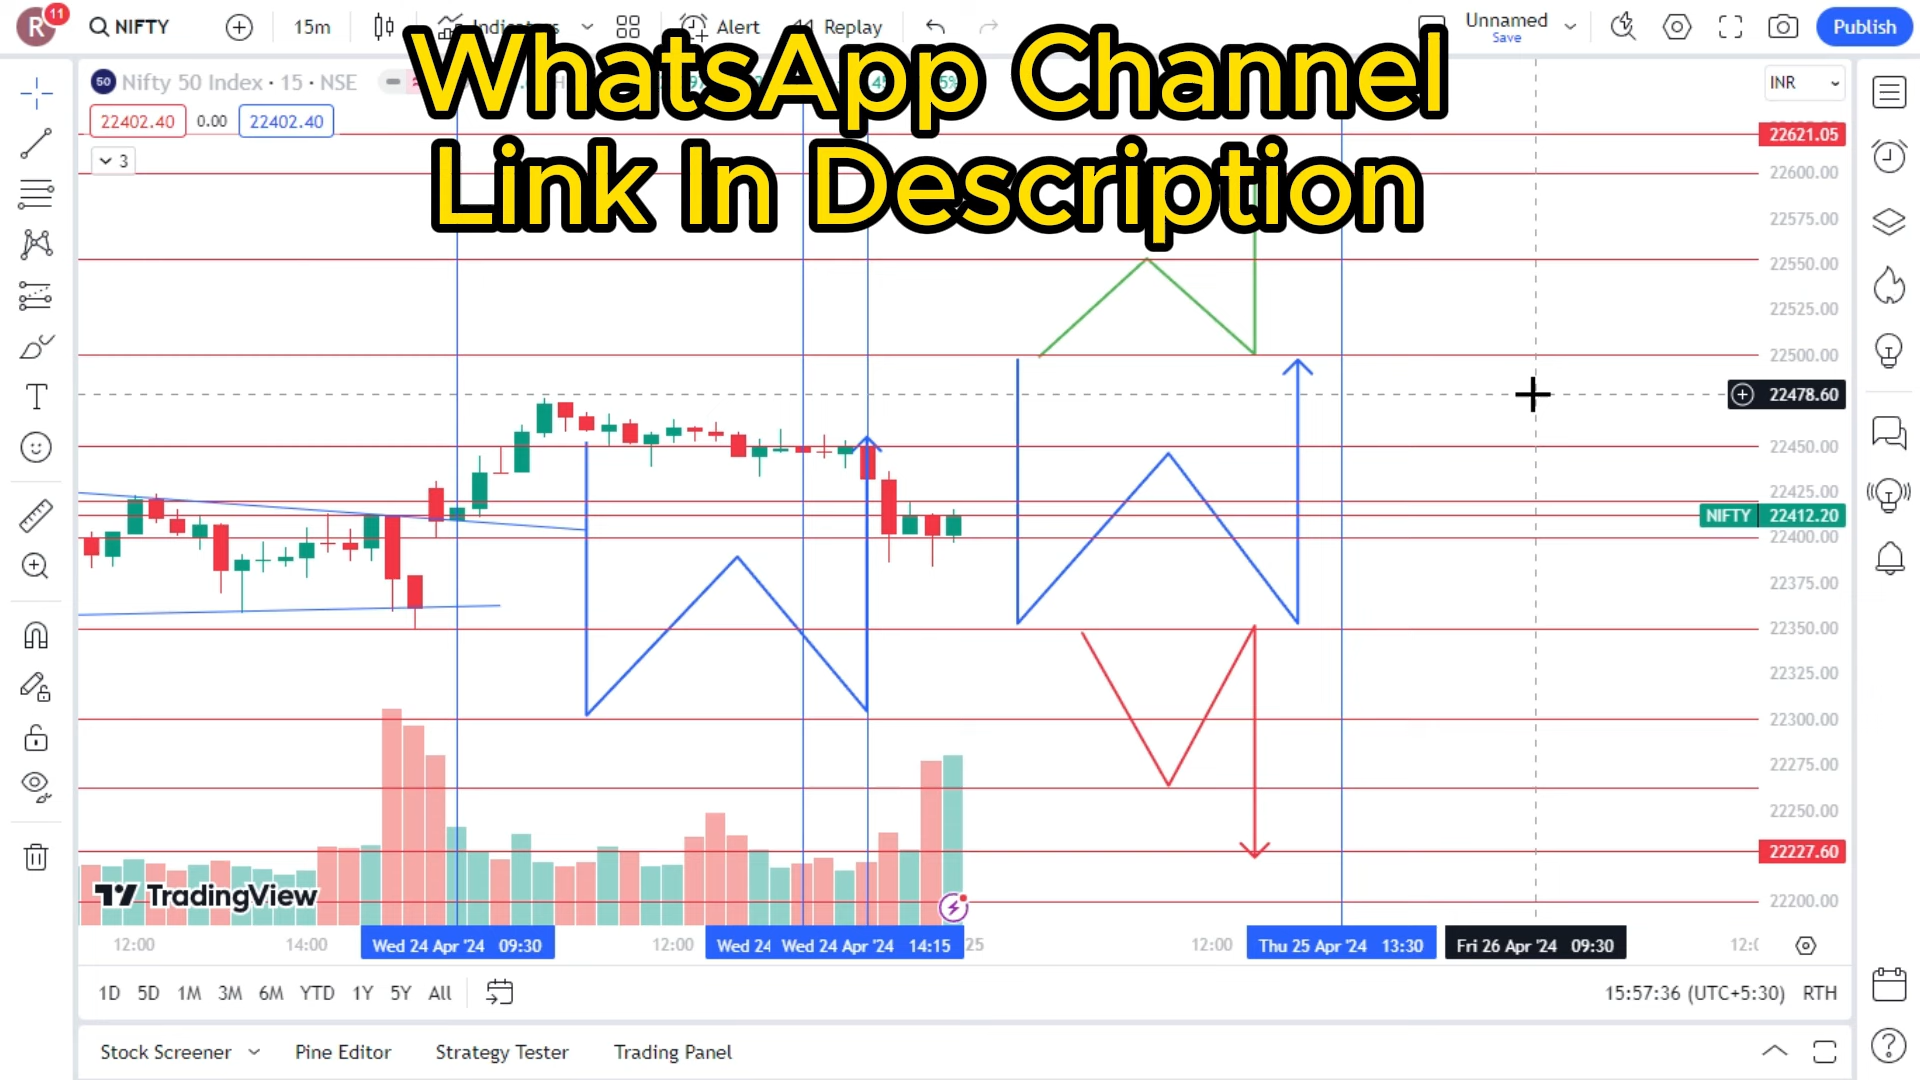 R 11 NIFTY 15m Indicators Alert Replay Unnamed Save Publish
WhatsApp Channel
Link In Description
50 Nifty 50 Index · 15 · NSE INR
22402.40 0.00 22402.40
3
22621.05
22600.00
22575.00
22550.00
22525.00
22500.00
22478.60
22450.00
22425.00
NIFTY 22412.20
22400.00
22375.00
22350.00
22325.00
22300.00
22275.00
22250.00
22227.60
22200.00
TradingView
12:00 14:00 Wed 24 Apr '24 09:30 12:00 Wed 24 Wed 24 Apr '24 14:15 25 12:00 Thu 25 Apr '24 13:30 Fri 26 Apr '24 09:30
1D 5D 1M 3M 6M YTD 1Y 5Y All 15:57:36 (UTC+5:30) RTH
Stock Screener Pine Editor Strategy Tester Trading Panel